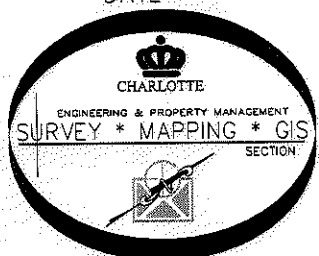 CHARLOTTE
ENGINEERING & PROPERTY MANAGEMENT
SURVEY * MAPPING * GIS
SECTION